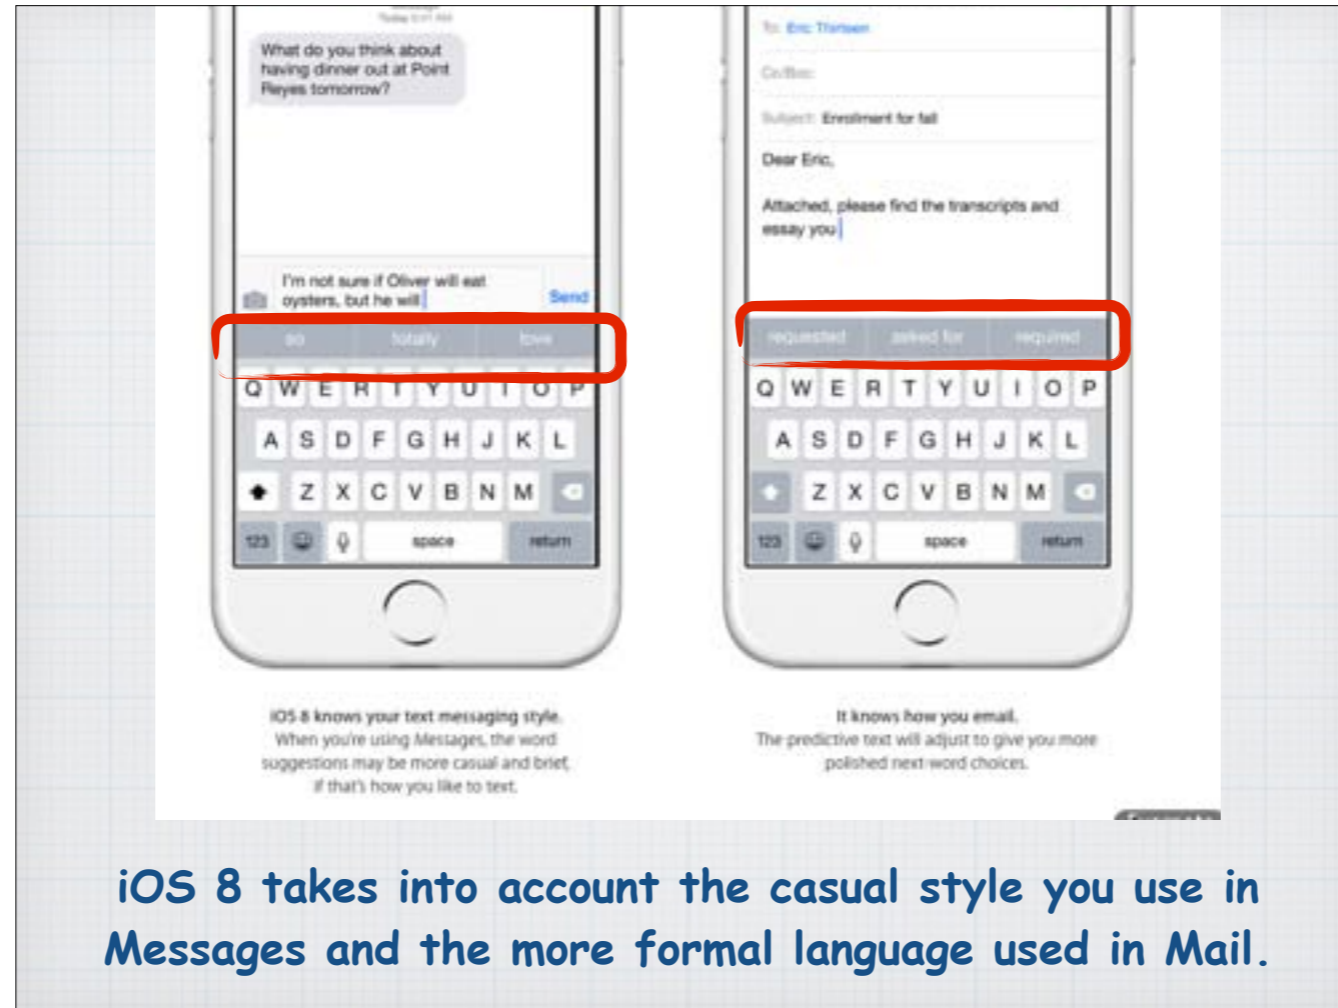 Today 9:41 AM
What do you think about
having dinner out at Point
Reyes tomorrow?
I'm not sure if Oliver will eat
oysters, but he will
Send
so totally love
Q W E R T Y U I O P
A S D F G H J K L
Z X C V B N M
123 space return
To: Eric
Cc/Bcc:
Subject: Enrollment for fall
Dear Eric,
Attached, please find the transcripts and
essay you
requested asked for required
Q W E R T Y U I O P
A S D F G H J K L
Z X C V B N M
123 space return
iOS 8 knows your text messaging style.
When you're using Messages, the word
suggestions may be more casual and brief,
if that's how you like to text.
It knows how you email.
The predictive text will adjust to give you more
polished next-word choices.
iOS 8 takes into account the casual style you use in
Messages and the more formal language used in Mail.